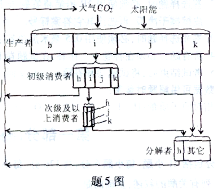 大气CO₂ 太阳能
生产者 h i j k
初级消费者 h i j k
次级及以
上消费者
h
j
k
分解者 h 其它
题5图